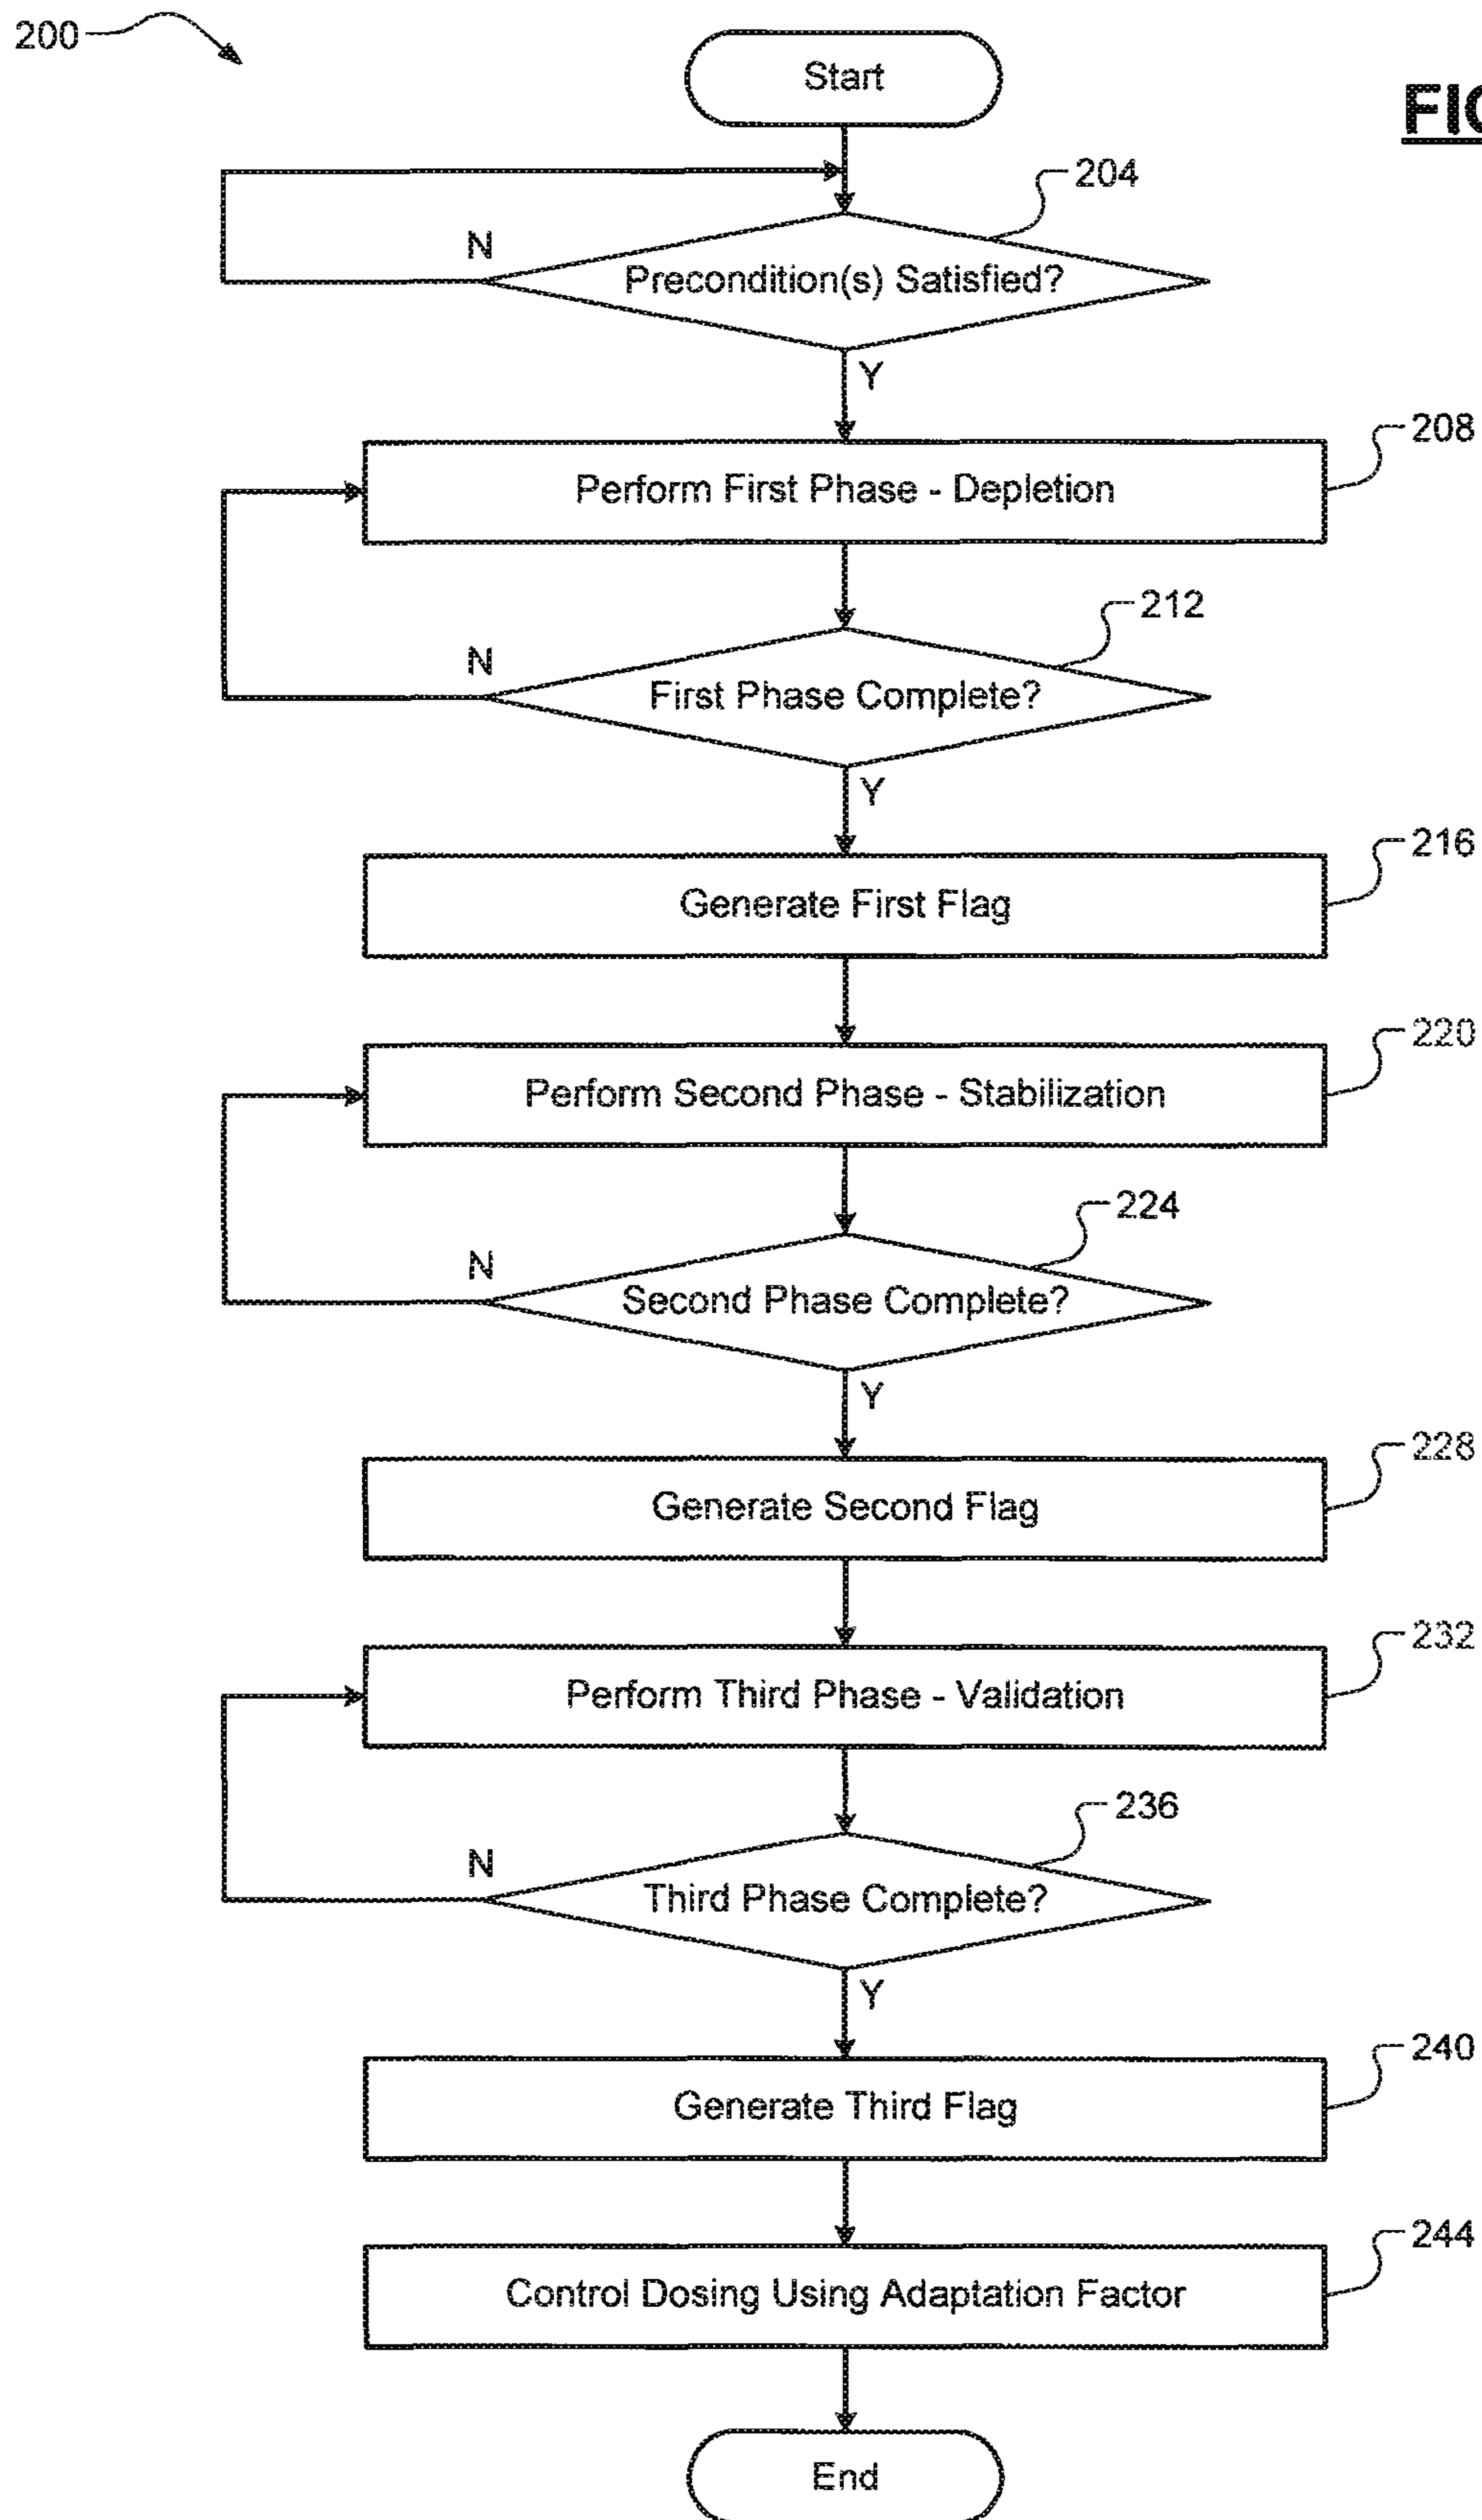 200
Start
FIG
204
N
Precondition(s) Satisfied?
Y
208
Perform First Phase - Depletion
212
N
First Phase Complete?
Y
216
Generate First Flag
220
Perform Second Phase - Stabilization
224
N
Second Phase Complete?
Y
228
Generate Second Flag
232
Perform Third Phase - Validation
236
N
Third Phase Complete?
Y
240
Generate Third Flag
244
Control Dosing Using Adaptation Factor
End